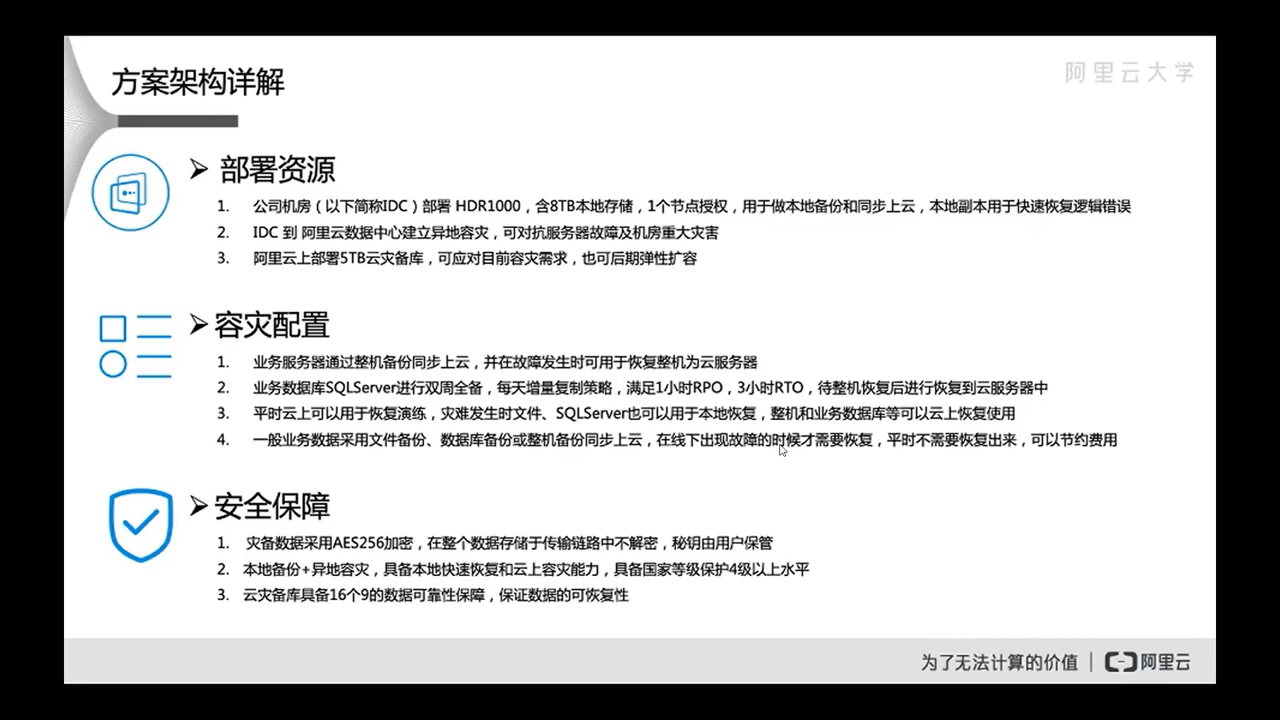 方案架构详解
阿里云大学
➢ 部署资源
1. 公司机房（以下简称IDC）部署 HDR1000，含8TB本地存储，1个节点授权，用于做本地备份和同步上云，本地副本用于快速恢复逻辑错误
2. IDC 到 阿里云数据中心建立异地容灾，可对抗服务器故障及机房重大灾害
3. 阿里云上部署5TB云灾备库，可应对目前容灾需求，也可后期弹性扩容
➢ 容灾配置
1. 业务服务器通过整机备份同步上云，并在故障发生时可用于恢复整机为云服务器
2. 业务数据库SQLServer进行双周全备，每天增量复制策略，满足1小时RPO，3小时RTO，待整机恢复后进行恢复到云服务器中
3. 平时云上可以用于恢复演练，灾难发生时文件、SQLServer也可以用于本地恢复，整机和业务数据库等可以云上恢复使用
4. 一般业务数据采用文件备份、数据库备份或整机备份同步上云，在线下出现故障的时候才需要恢复，平时不需要恢复出来，可以节约费用
➢ 安全保障
1. 灾备数据采用AES256加密，在整个数据存储于传输链路中不解密，秘钥由用户保管
2. 本地备份+异地容灾，具备本地快速恢复和云上容灾能力，具备国家等级保护4级以上水平
3. 云灾备库具备16个9的数据可靠性保障，保证数据的可恢复性
为了无法计算的价值 | 阿里云